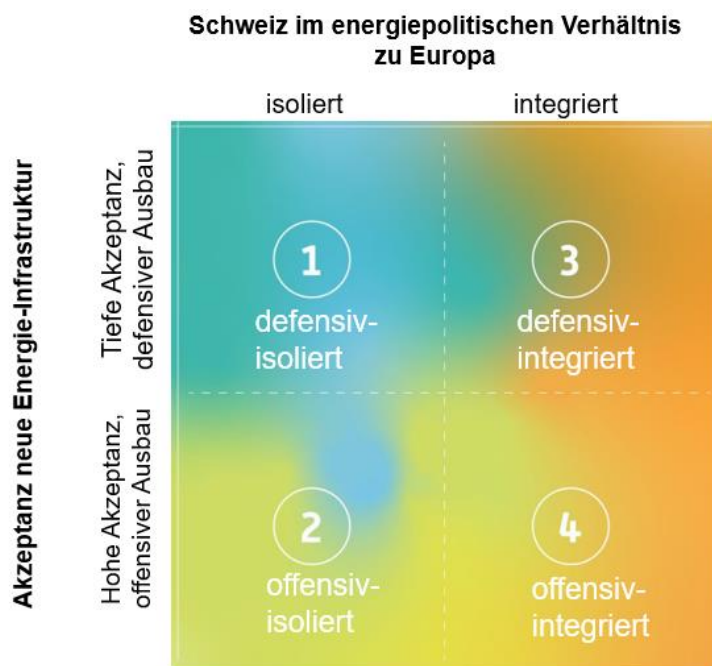 Schweiz im energiepolitischen Verhältnis
zu Europa
isoliert
integriert
Akzeptanz neue Energie-Infrastruktur
Tiefe Akzeptanz,
defensiver Ausbau
1
defensiv-
isoliert
3
defensiv-
integriert
Hohe Akzeptanz,
offensiver Ausbau
2
offensiv-
isoliert
4
offensiv-
integriert